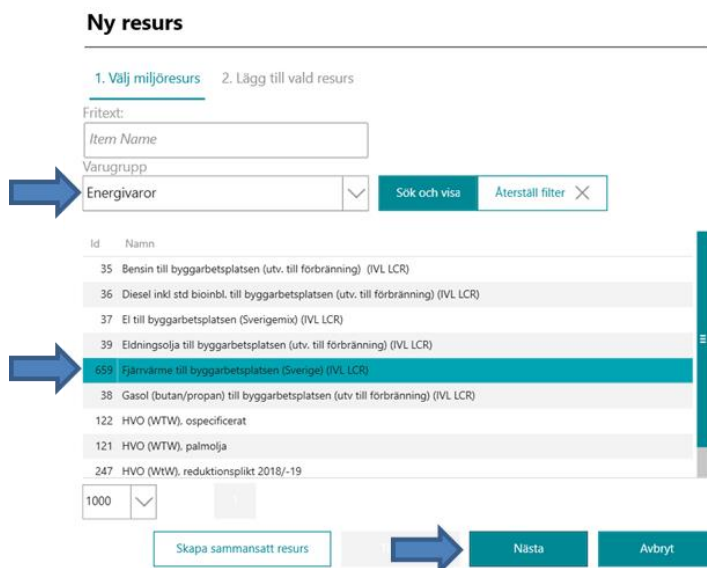 Ny resurs
1. Välj miljöresurs 2. Lägg till vald resurs
Fritext:
Item Name
Varugrupp
Energivaror Sök och visa Återställ filter
Id Namn
35 Bensin till byggarbetsplatsen (utv. till förbränning) (IVL LCR)
36 Diesel inkl std bioinbl. till byggarbetsplatsen (utv. till förbränning) (IVL LCR)
37 El till byggarbetsplatsen (Sverigemix) (IVL LCR)
39 Eldningsolja till byggarbetsplatsen (utv. till förbränning) (IVL LCR)
659 Fjärrvärme till byggarbetsplatsen (Sverige) (IVL LCR)
38 Gasol (butan/propan) till byggarbetsplatsen (utv till förbränning) (IVL LCR)
122 HVO (WTW), ospecificerat
121 HVO (WTW), palmolja
247 HVO (WtW), reduktionsplikt 2018/-19
1000
Skapa sammansatt resurs Nästa Avbryt